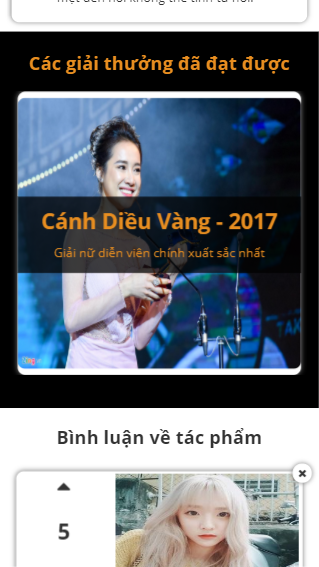 Các giải thưởng đã đạt được
Cánh Diều Vàng - 2017
Giải nữ diễn viên chính xuất sắc nhất
Bình luận về tác phẩm
5